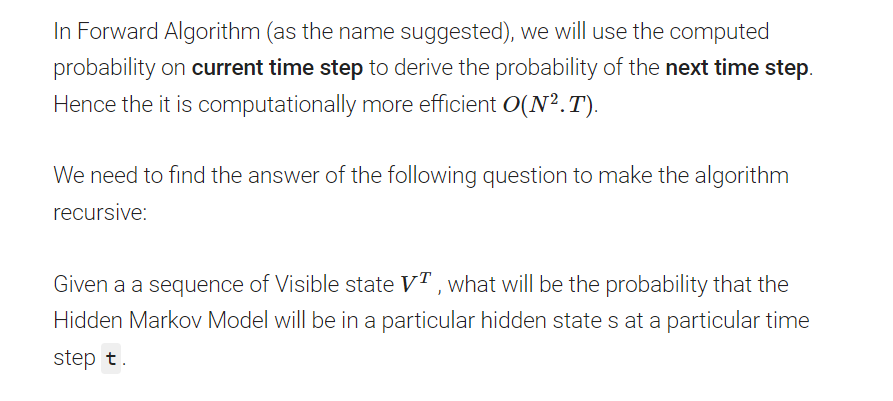 In Forward Algorithm (as the name suggested), we will use the computed
probability on current time step to derive the probability of the next time step.
Hence the it is computationally more efficient O(N².T).
We need to find the answer of the following question to make the algorithm
recursive:
Given a a sequence of Visible state Vᵀ , what will be the probability that the
Hidden Markov Model will be in a particular hidden state s at a particular time
step t.